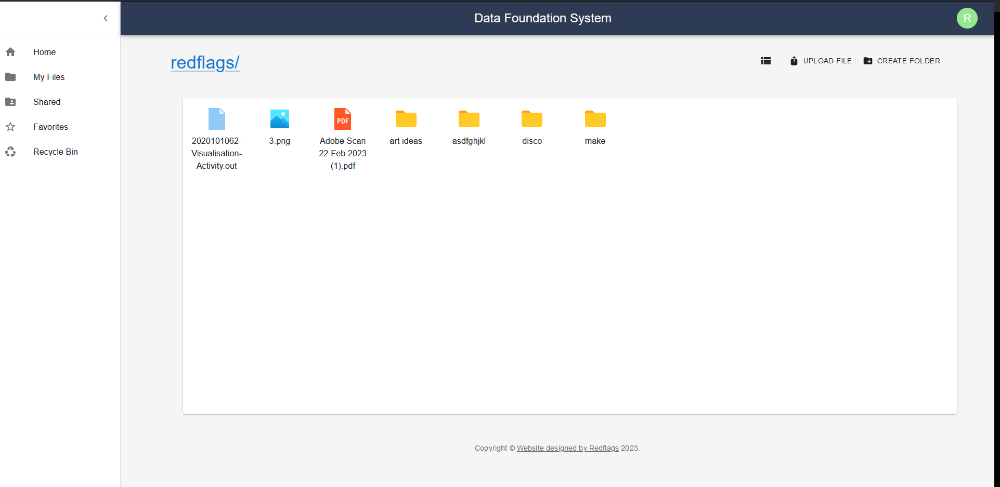 Data Foundation System
R
Home
My Files
Shared
Favorites
Recycle Bin
redflags/
UPLOAD FILE
CREATE FOLDER
2020101062-
Visualisation-
Activity.out
3.png
PDF
Adobe Scan
22 Feb 2023
(1).pdf
art ideas
asdfghjkl
disco
make
Copyright © Website designed by Redflags 2023.